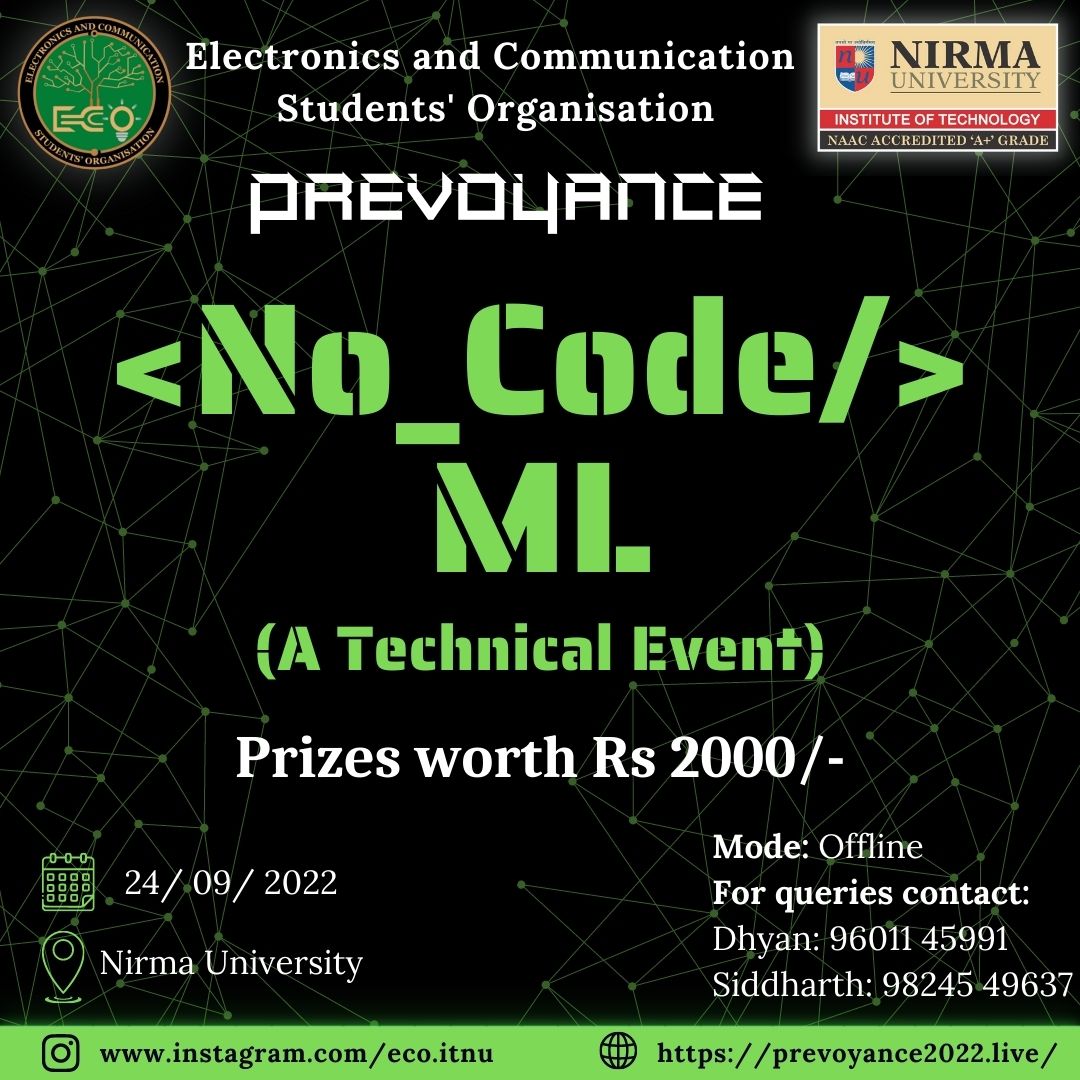 ELECTRONICS AND COMMUNICATION
E-C-O
STUDENTS' ORGANISATION
Electronics and Communication
Students' Organisation
nu
NIRMA
UNIVERSITY
INSTITUTE OF TECHNOLOGY
NAAC ACCREDITED 'A+' GRADE
PREVOYANCE
<No_Code/>
ML
(A Technical Event)
Prizes worth Rs 2000/-
24/ 09/ 2022
Nirma University
Mode: Offline
For queries contact:
Dhyan: 96011 45991
Siddharth: 98245 49637
www.instagram.com/eco.itnu
https://prevoyance2022.live/